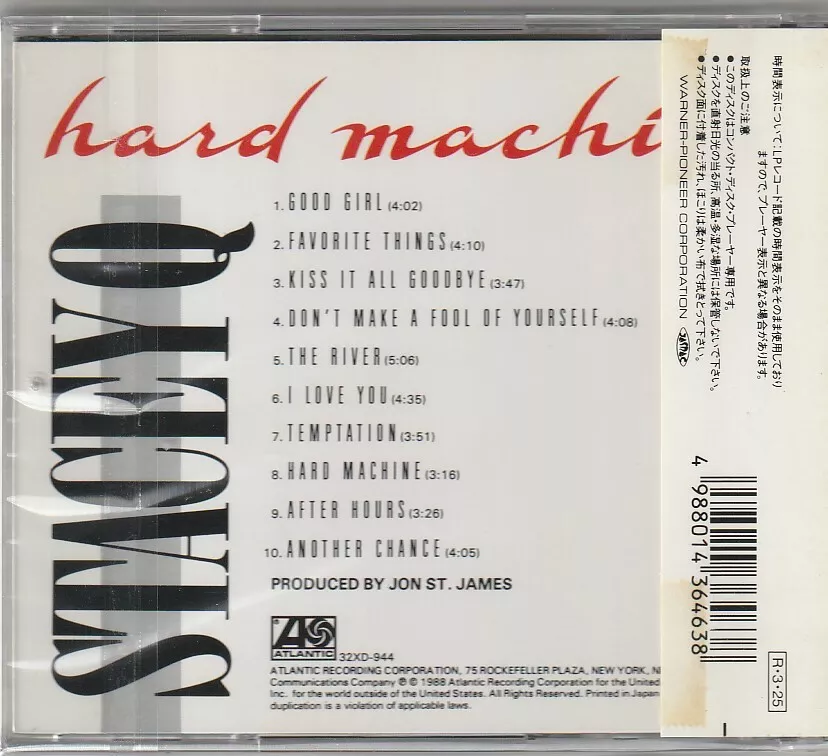 hard machi
STACEY Q
1. GOOD GIRL (4:02)
2. FAVORITE THINGS (4:10)
3. KISS IT ALL GOODBYE (3:47)
4. DON'T MAKE A FOOL OF YOURSELF (4:08)
5. THE RIVER (5:06)
6. I LOVE YOU (4:35)
7. TEMPTATION (3:51)
8. HARD MACHINE (3:16)
9. AFTER HOURS (3:26)
10. ANOTHER CHANCE (4:05)
PRODUCED BY JON ST. JAMES
ATLANTIC
32XD-944
ATLANTIC RECORDING CORPORATION, 75 ROCKEFELLER PLAZA, NEW YORK,
Communications Company ℗ © 1988 Atlantic Recording Corporation for the United
Inc. for the world outside of the United States. All Rights Reserved. Printed in Japan
duplication is a violation of applicable laws.
時間表示について:LPレコード記載の時間表示をそのまま使用しており
ますので、プレーヤー表示と異なる場合があります。
取扱上のご注意
●このディスクはコンパクト・ディスク・プレーヤー専用です。
●ディスクを直射日光の当る所、高温・多湿な場所には保管しないで下さい。
●ディスク面に付着した汚れ、ほこりは柔かい布で拭きとって下さい。
WARNER-PIONEER CORPORATION
4 988014 364638
R·3·25